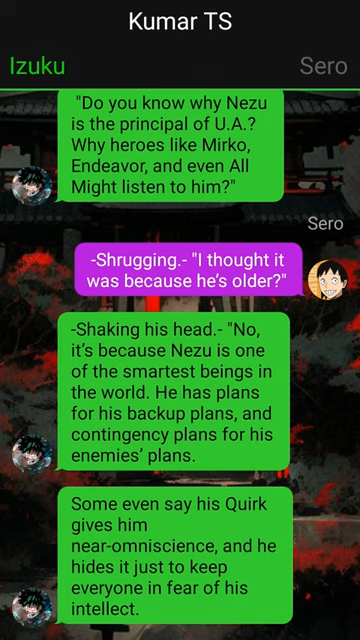 Kumar TS
Izuku
Sero
"Do you know why Nezu
is the principal of U.A.?
Why heroes like Mirko,
Endeavor, and even All
Might listen to him?"
Sero
-Shrugging.- "I thought it
was because he’s older?"
-Shaking his head.- "No,
it’s because Nezu is one
of the smartest beings in
the world. He has plans
for his backup plans, and
contingency plans for his
enemies’ plans.
Some even say his Quirk
gives him
near-omniscience, and he
hides it just to keep
everyone in fear of his
intellect.